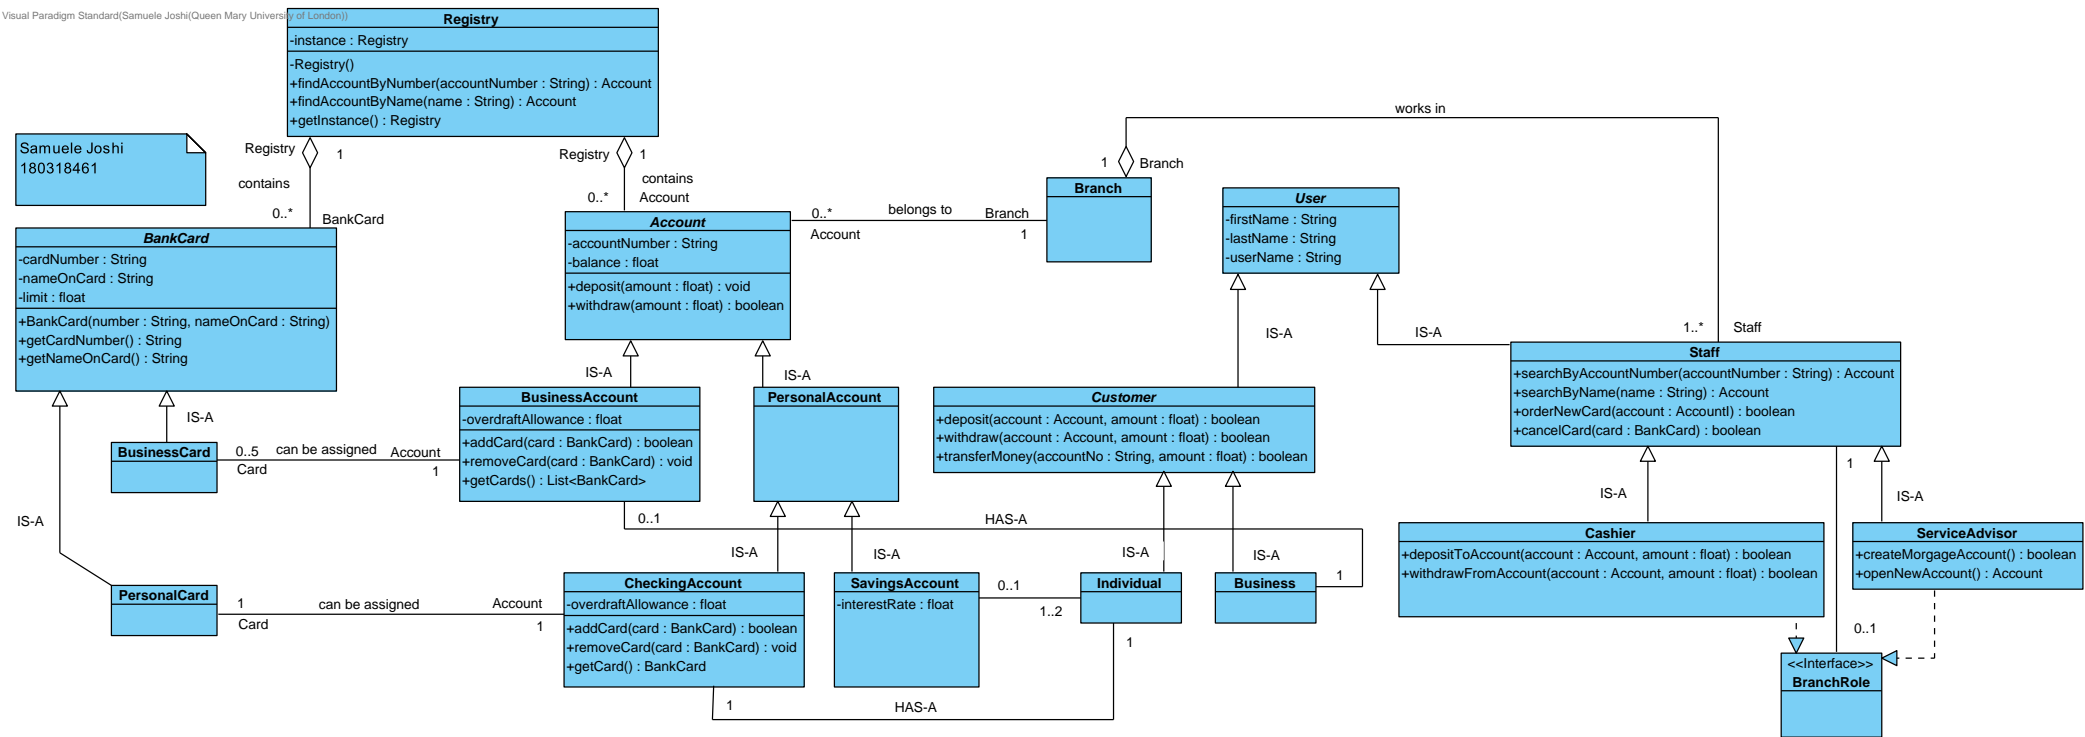 Visual Paradigm Standard(Samuele Joshi(Queen Mary University of London))
Registry
-instance : Registry
-Registry()
+findAccountByNumber(accountNumber : String) : Account
+findAccountByName(name : String) : Account
+getInstance() : Registry
Samuele Joshi
180318461
Registry
1
contains
0..*
BankCard
Registry
1
contains
0..*
Account
works in
1
Branch
Branch
0..*
belongs to
Branch
Account
1
User
-firstName : String
-lastName : String
-userName : String
BankCard
-cardNumber : String
-nameOnCard : String
-limit : float
+BankCard(number : String, nameOnCard : String)
+getCardNumber() : String
+getNameOnCard() : String
Account
-accountNumber : String
-balance : float
+deposit(amount : float) : void
+withdraw(amount : float) : boolean
IS-A
IS-A
1..*
Staff
Staff
+searchByAccountNumber(accountNumber : String) : Account
+searchByName(name : String) : Account
+orderNewCard(account : AccountI) : boolean
+cancelCard(card : BankCard) : boolean
IS-A
IS-A
IS-A
BusinessAccount
-overdraftAllowance : float
+addCard(card : BankCard) : boolean
+removeCard(card : BankCard) : void
+getCards() : List<BankCard>
PersonalAccount
Customer
+deposit(account : Account, amount : float) : boolean
+withdraw(account : Account, amount : float) : boolean
+transferMoney(accountNo : String, amount : float) : boolean
BusinessCard
0..5
can be assigned
Account
Card
1
IS-A
0..1
HAS-A
IS-A
IS-A
IS-A
IS-A
1
IS-A
1
IS-A
Cashier
+depositToAccount(account : Account, amount : float) : boolean
+withdrawFromAccount(account : Account, amount : float) : boolean
ServiceAdvisor
+createMorgageAccount() : boolean
+openNewAccount() : Account
PersonalCard
1
can be assigned
Account
Card
1
CheckingAccount
-overdraftAllowance : float
+addCard(card : BankCard) : boolean
+removeCard(card : BankCard) : void
+getCard() : BankCard
SavingsAccount
-interestRate : float
0..1
1..2
Individual
Business
1
1
HAS-A
0..1
<<Interface>>
BranchRole